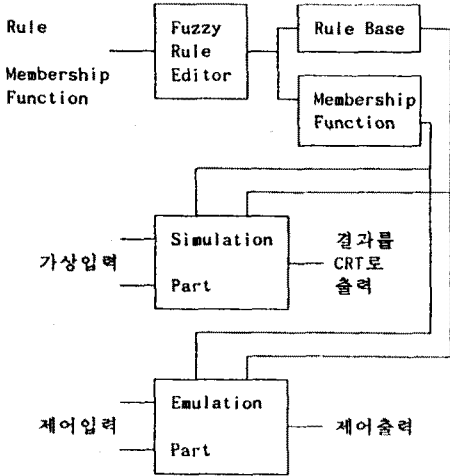 Rule
Membership
Function
Fuzzy
Rule
Editor
Rule Base
Membership
Function
가상입력
Simulation
Part
결과를
CRT로
출력
제어입력
Emulation
Part
제어출력